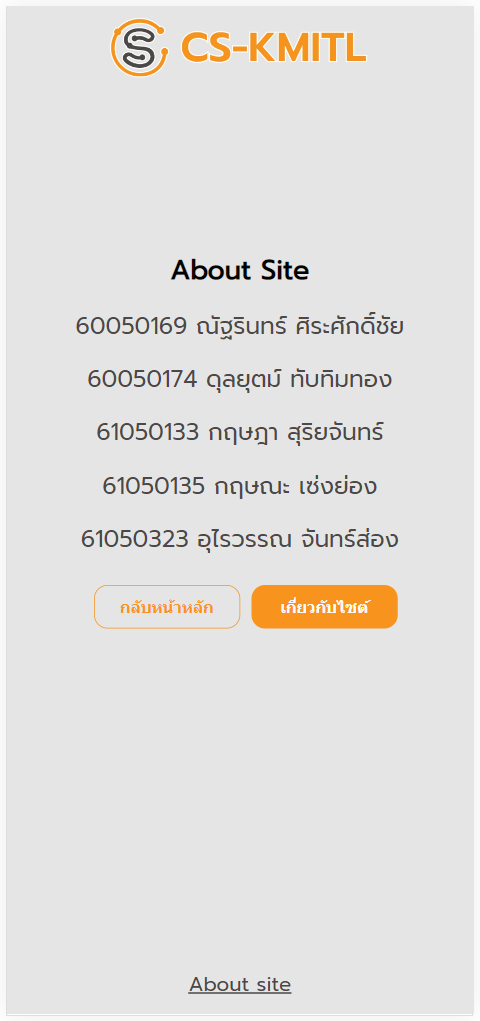 CS-KMITL
About Site
60050169 ณัฐรินทร์ ศิระศักดิ์ชัย
60050174 ดุลยุตม์ ทับทิมทอง
61050133 กฤษฎา สุริยจันทร์
61050135 กฤษณะ เซ่งย่อง
61050323 อุไรวรรณ จันทร์ส่อง
กลับหน้าหลัก เกี่ยวกับไซต์
About site